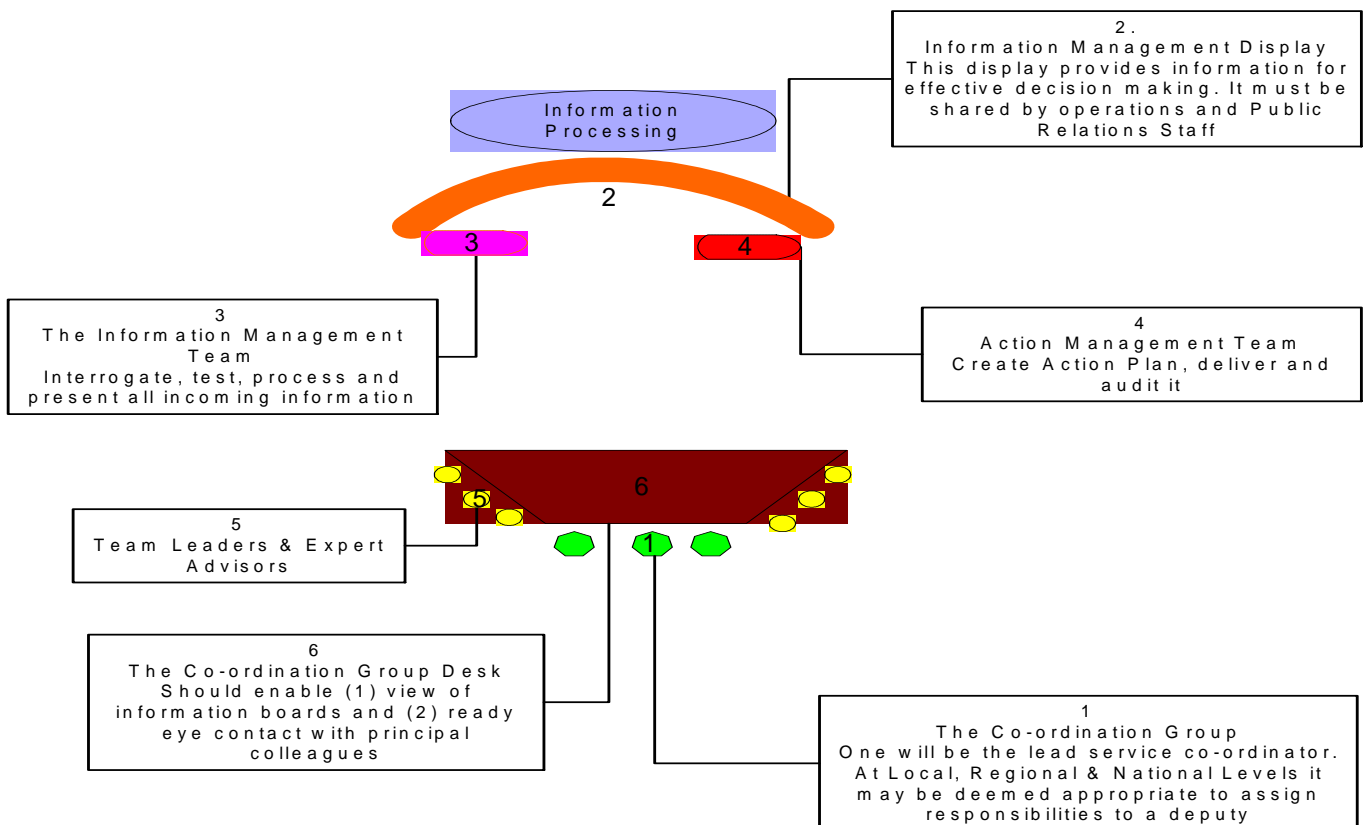 2.
Information Management Display
This display provides information for
effective decision making. It must be
shared by operations and Public
Relations Staff
Information
Processing
2
3
4
3
The Information Management
Team
Interrogate, test, process and
present all incoming information
4
Action Management Team
Create Action Plan, deliver and
audit it
6
5
1
5
Team Leaders & Expert
Advisors
6
The Co-ordination Group Desk
Should enable (1) view of
information boards and (2) ready
eye contact with principal
colleagues
1
The Co-ordination Group
One will be the lead service co-ordinator.
At Local, Regional & National Levels it
may be deemed appropriate to assign
responsibilities to a deputy